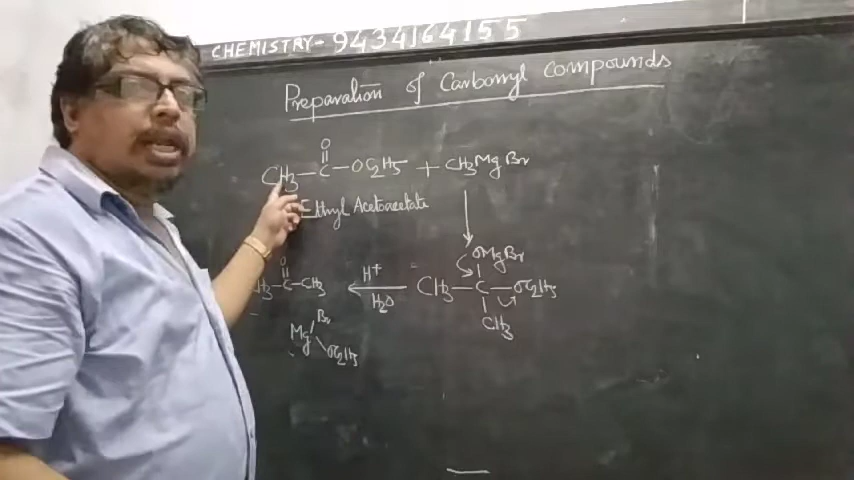 CHEMISTRY- 9434164155
Preparation of Carbonyl Compounds
O
CH3-C-OC2H5 + CH3MgBr
Ethyl Acetoacetate
OMgBr
CH3-C-OC2H5
CH3
H+
H2O
O
H3-C-CH3
Br
Mg
OC2H5